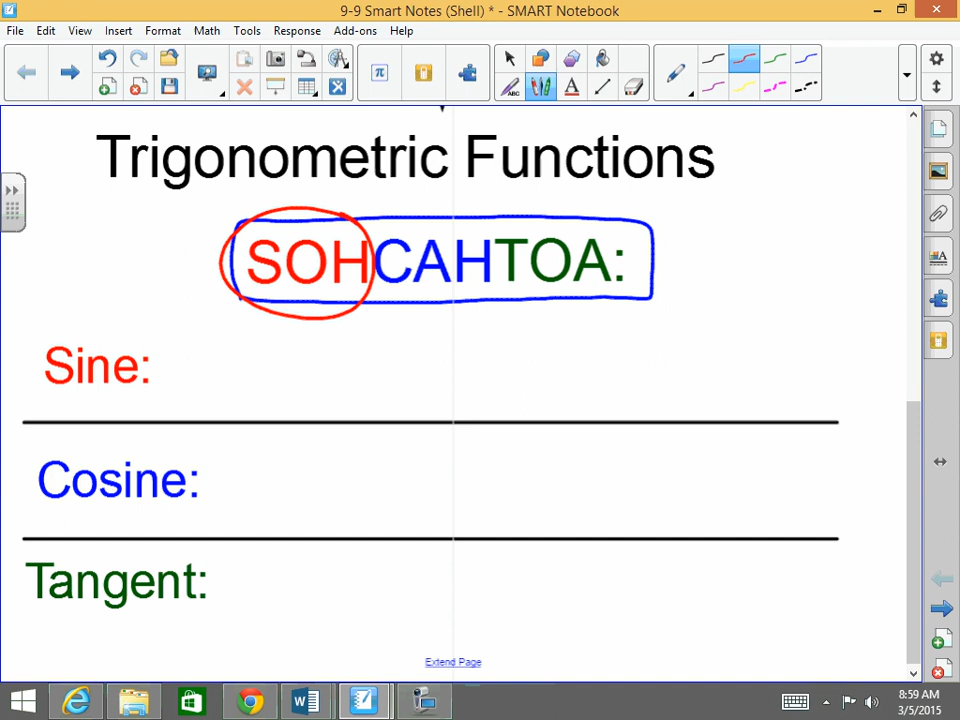 9-9 Smart Notes (Shell) * - SMART Notebook
File Edit View Insert Format Math Tools Response Add-ons Help
Trigonometric Functions
SOHCAHTOA:
Sine:
Cosine:
Tangent:
Extend Page
8:59 AM
3/5/2015